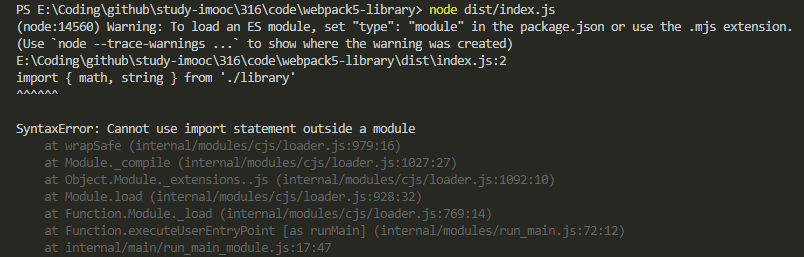 PS E:\Coding\github\study-imooc\316\code\webpack5-library> node dist/index.js
(node:14560) Warning: To load an ES module, set "type": "module" in the package.json or use the .mjs extension.
(Use `node --trace-warnings ...` to show where the warning was created)
E:\Coding\github\study-imooc\316\code\webpack5-library\dist\index.js:2
import { math, string } from './library'
^^^^^^
SyntaxError: Cannot use import statement outside a module
    at wrapSafe (internal/modules/cjs/loader.js:979:16)
    at Module._compile (internal/modules/cjs/loader.js:1027:27)
    at Object.Module._extensions..js (internal/modules/cjs/loader.js:1092:10)
    at Module.load (internal/modules/cjs/loader.js:928:32)
    at Function.Module._load (internal/modules/cjs/loader.js:769:14)
    at Function.executeUserEntryPoint [as runMain] (internal/modules/run_main.js:72:12)
    at internal/main/run_main_module.js:17:47